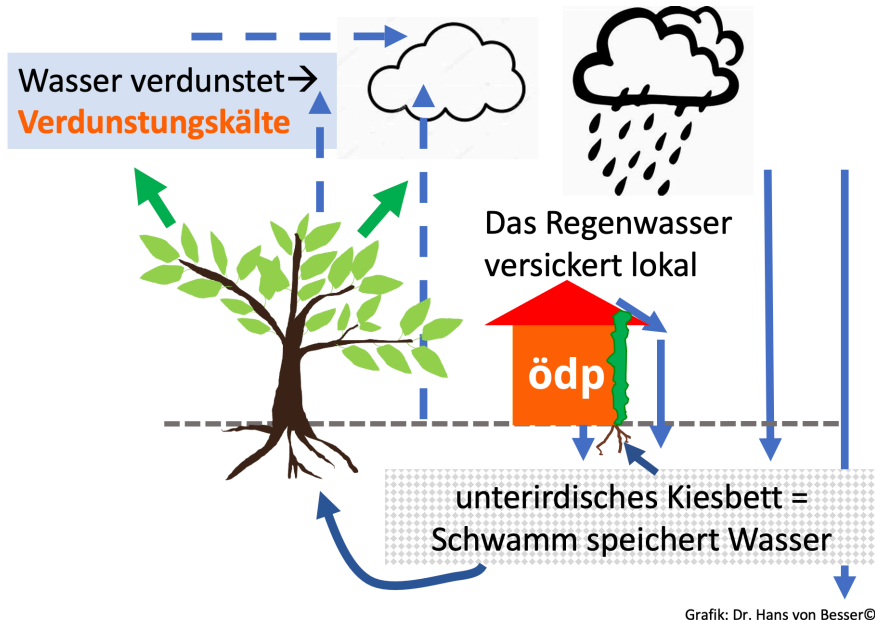 Wasser verdunstet→
Verdunstungskälte
Das Regenwasser
versickert lokal
ödp
unterirdisches Kiesbett =
Schwamm speichert Wasser
Grafik: Dr. Hans von Besser©